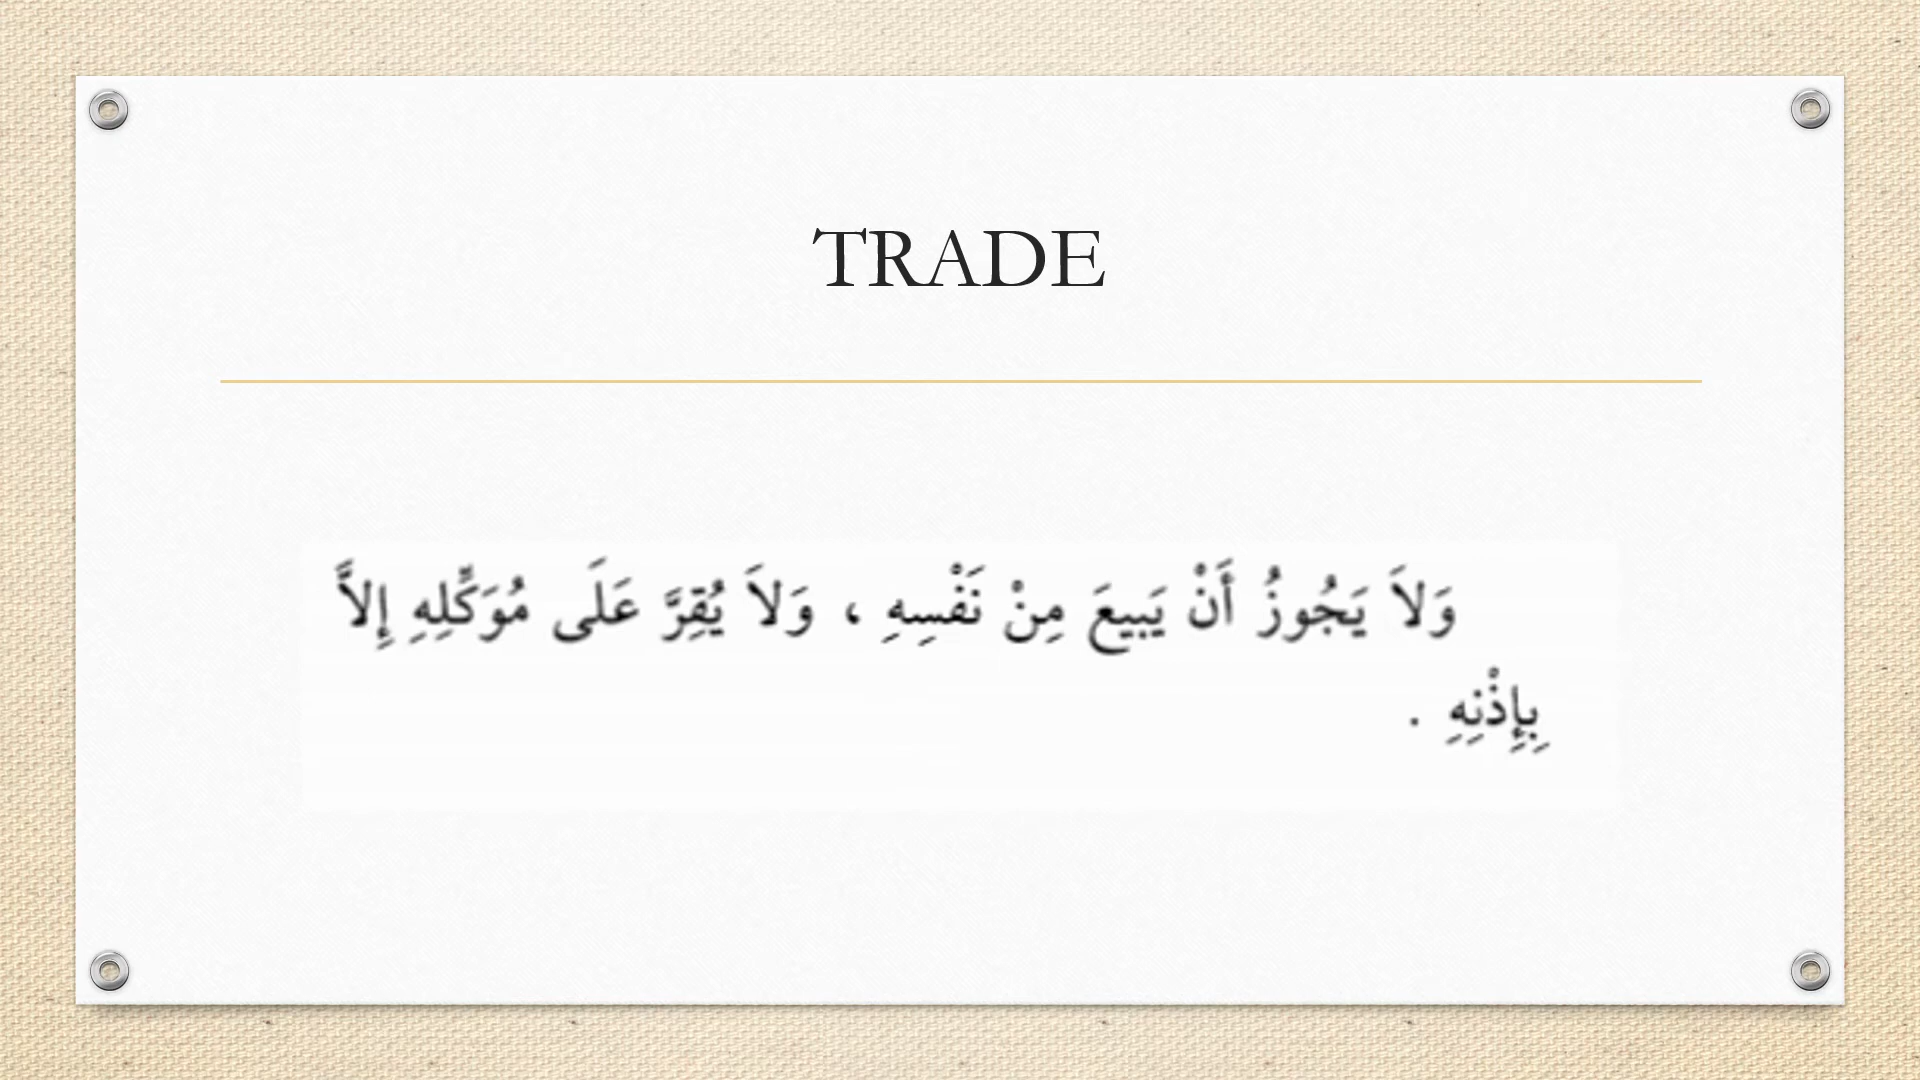 TRADE
وَلاَ يَجُوزُ أَنْ يَبِيعَ مِنْ نَفْسِهِ ، وَلاَ يُقِرَّ عَلَى مُوَكِّلِهِ إِلاَّ
بِإِذْنِهِ .